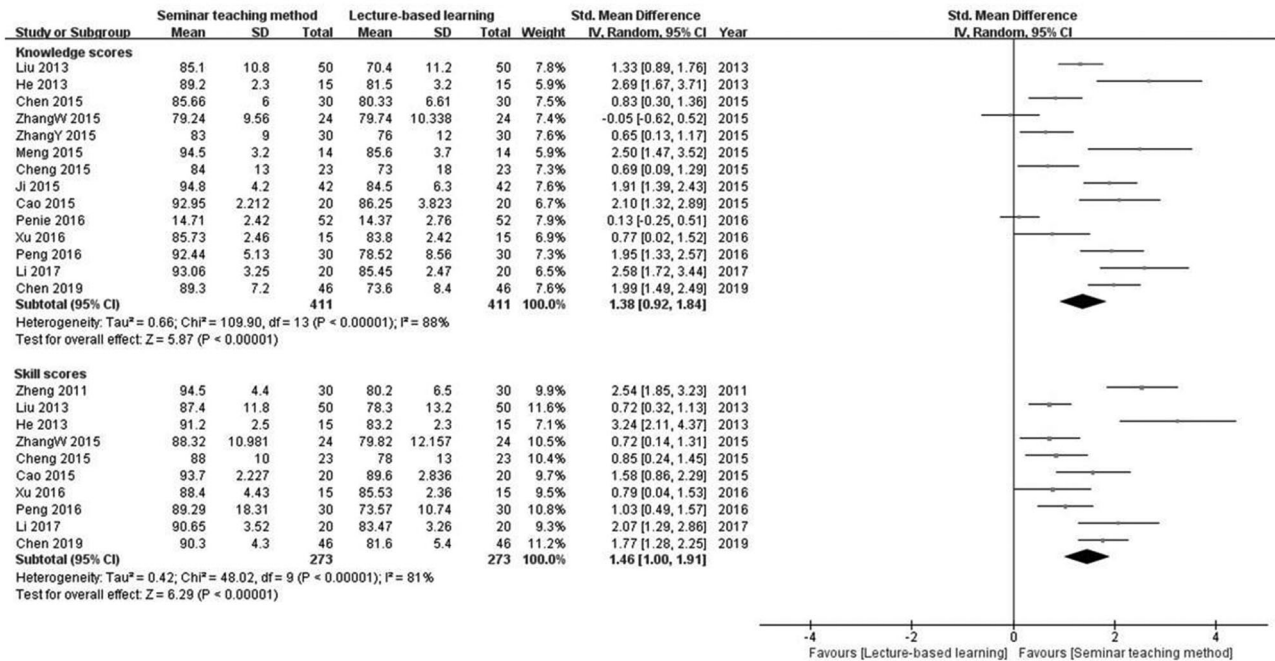 Seminar teaching method Lecture-based learning Std. Mean Difference Std. Mean Difference
Study or Subgroup Mean SD Total Mean SD Total Weight IV, Random, 95% CI Year IV, Random, 95% CI
Knowledge scores
Liu 2013 85.1 10.8 50 70.4 11.2 50 7.8% 1.33 [0.89, 1.76] 2013
He 2013 89.2 2.3 15 81.5 3.2 15 5.9% 2.69 [1.67, 3.71] 2013
Chen 2015 85.66 6 30 80.33 6.61 30 7.5% 0.83 [0.30, 1.36] 2015
ZhangW 2015 79.24 9.56 24 79.74 10.338 24 7.4% -0.05 [-0.62, 0.52] 2015
ZhangY 2015 83 9 30 76 12 30 7.6% 0.65 [0.13, 1.17] 2015
Meng 2015 94.5 3.2 14 85.6 3.7 14 5.9% 2.50 [1.47, 3.52] 2015
Cheng 2015 84 13 23 73 18 23 7.3% 0.69 [0.09, 1.29] 2015
Ji 2015 94.8 4.2 42 84.5 6.3 42 7.6% 1.91 [1.39, 2.43] 2015
Cao 2015 92.95 2.212 20 86.25 3.823 20 6.7% 2.10 [1.32, 2.89] 2015
Penie 2016 14.71 2.42 52 14.37 2.76 52 7.9% 0.13 [-0.25, 0.51] 2016
Xu 2016 85.73 2.46 15 83.8 2.42 15 6.8% 0.77 [0.02, 1.52] 2016
Peng 2016 92.44 5.13 30 78.52 8.56 30 7.3% 1.95 [1.33, 2.57] 2016
Li 2017 93.06 3.25 20 85.45 2.47 20 6.5% 2.58 [1.72, 3.44] 2017
Chen 2019 89.3 7.2 46 73.6 8.4 46 7.6% 1.99 [1.49, 2.49] 2019
Subtotal (95% CI) 411 411 100.0% 1.38 [0.92, 1.84]
Heterogeneity: Tau² = 0.66; Chi² = 109.90, df = 13 (P < 0.00001); I² = 88%
Test for overall effect: Z = 5.87 (P < 0.00001)
Skill scores
Zheng 2011 94.5 4.4 30 80.2 6.5 30 9.9% 2.54 [1.85, 3.23] 2011
Liu 2013 87.4 11.8 50 78.3 13.2 50 11.6% 0.72 [0.32, 1.13] 2013
He 2013 91.2 2.5 15 83.2 2.3 15 7.1% 3.24 [2.11, 4.37] 2013
ZhangW 2015 88.32 10.981 24 79.82 12.157 24 10.5% 0.72 [0.14, 1.31] 2015
Cheng 2015 88 10 23 78 13 23 10.4% 0.85 [0.24, 1.45] 2015
Cao 2015 93.7 2.227 20 89.6 2.836 20 9.7% 1.58 [0.86, 2.29] 2015
Xu 2016 88.4 4.43 15 85.53 2.36 15 9.5% 0.79 [0.04, 1.53] 2016
Peng 2016 89.29 18.31 30 73.57 10.74 30 10.8% 1.03 [0.49, 1.57] 2016
Li 2017 90.65 3.52 20 83.47 3.26 20 9.3% 2.07 [1.29, 2.86] 2017
Chen 2019 90.3 4.3 46 81.6 5.4 46 11.2% 1.77 [1.28, 2.25] 2019
Subtotal (95% CI) 273 273 100.0% 1.46 [1.00, 1.91]
Heterogeneity: Tau² = 0.42; Chi² = 48.02, df = 9 (P < 0.00001); I² = 81%
Test for overall effect: Z = 6.29 (P < 0.00001)
-4 -2 0 2 4
Favours [Lecture-based learning] Favours [Seminar teaching method]